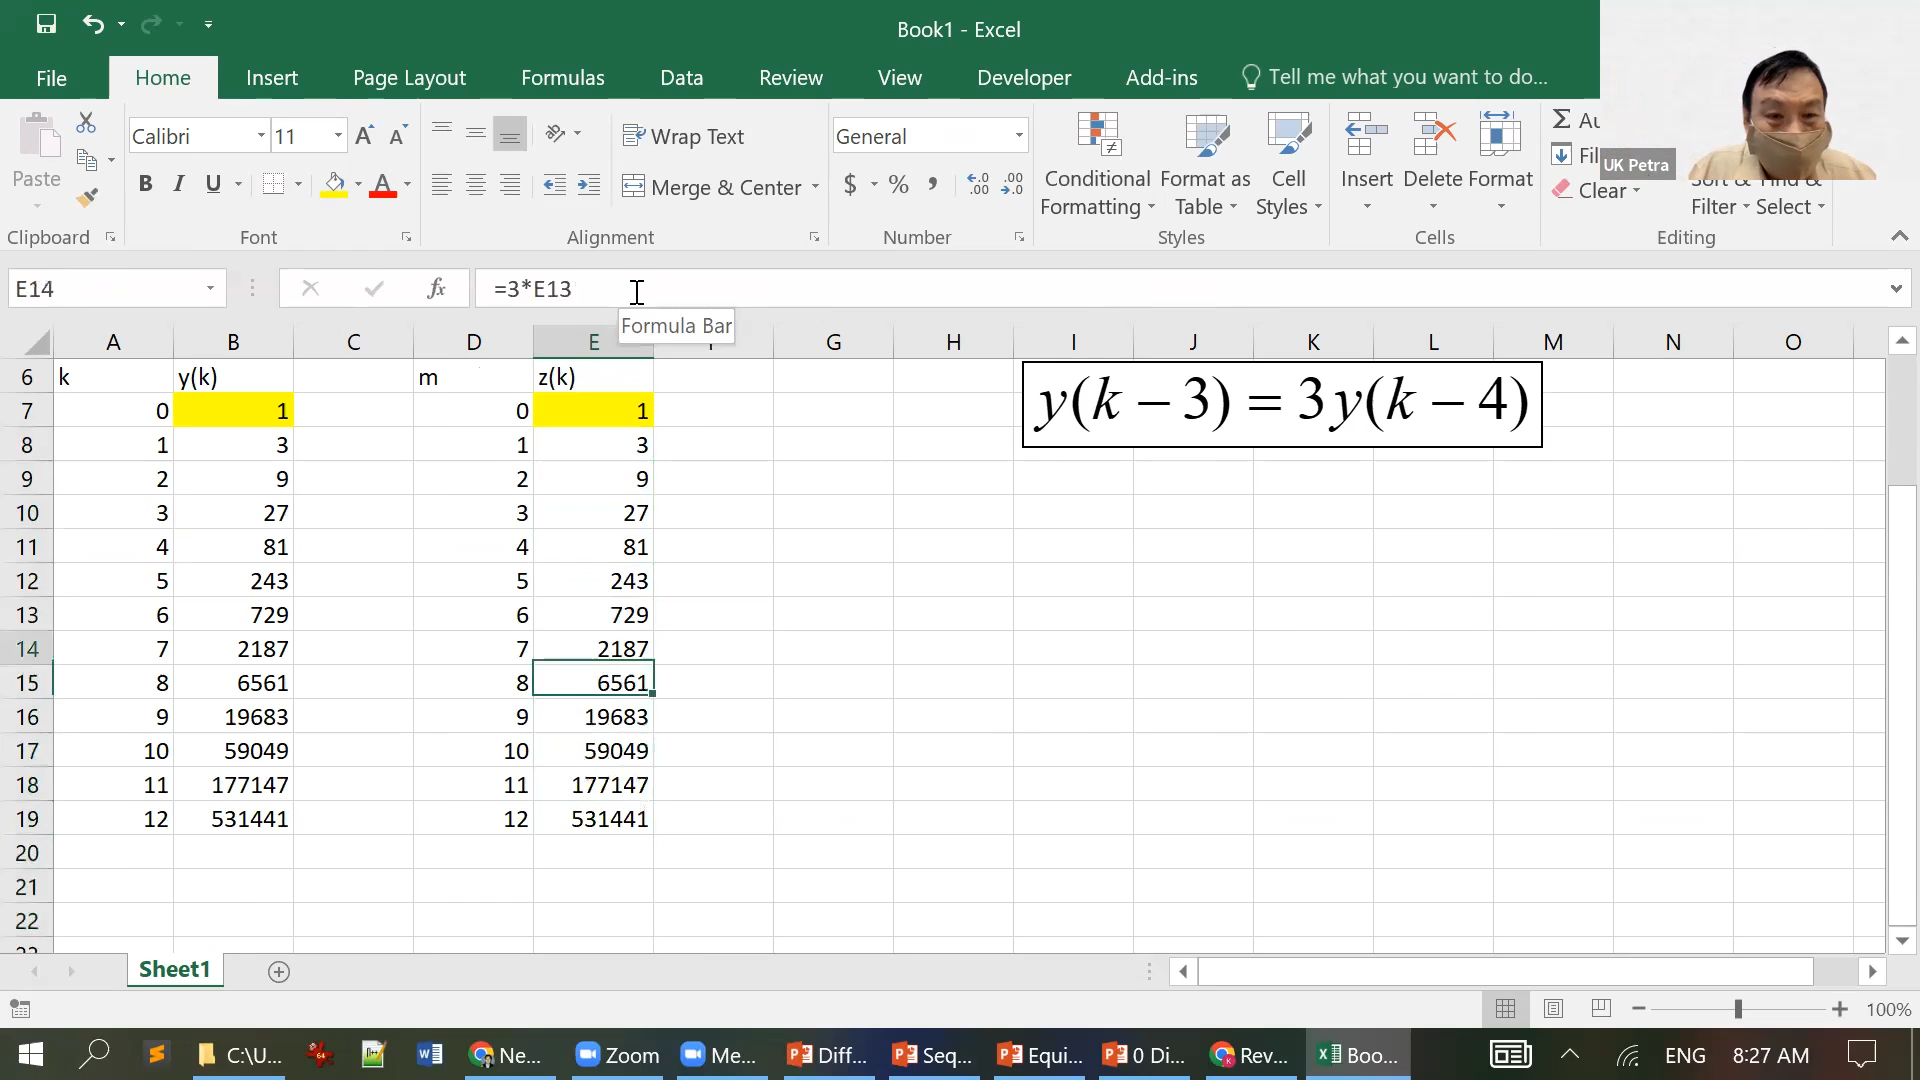 Book1 - Excel
File Home Insert Page Layout Formulas Data Review View Developer Add-ins Tell me what you want to do...
Calibri 11 Wrap Text General Σ Au
Paste B I U Merge & Center $ % , Conditional Formatting Format as Table Cell Styles Insert Delete Format Fil UK Petra
Clear Sort & Filter Find & Select
Clipboard Font Alignment Number Styles Cells Editing
E14 fx =3*E13
Formula Bar
A B C D E G H I J K L M N O
6 k y(k) m z(k)
y(k − 3) = 3y(k − 4)
7 0 1 0 1
8 1 3 1 3
9 2 9 2 9
10 3 27 3 27
11 4 81 4 81
12 5 243 5 243
13 6 729 6 729
14 7 2187 7 2187
15 8 6561 8 6561
16 9 19683 9 19683
17 10 59049 10 59049
18 11 177147 11 177147
19 12 531441 12 531441
20
21
22
Sheet1
100%
C:\U... 64 Ne... Zoom Me... Diff... Seq... Equi... 0 Di... Rev... Boo... ENG 8:27 AM